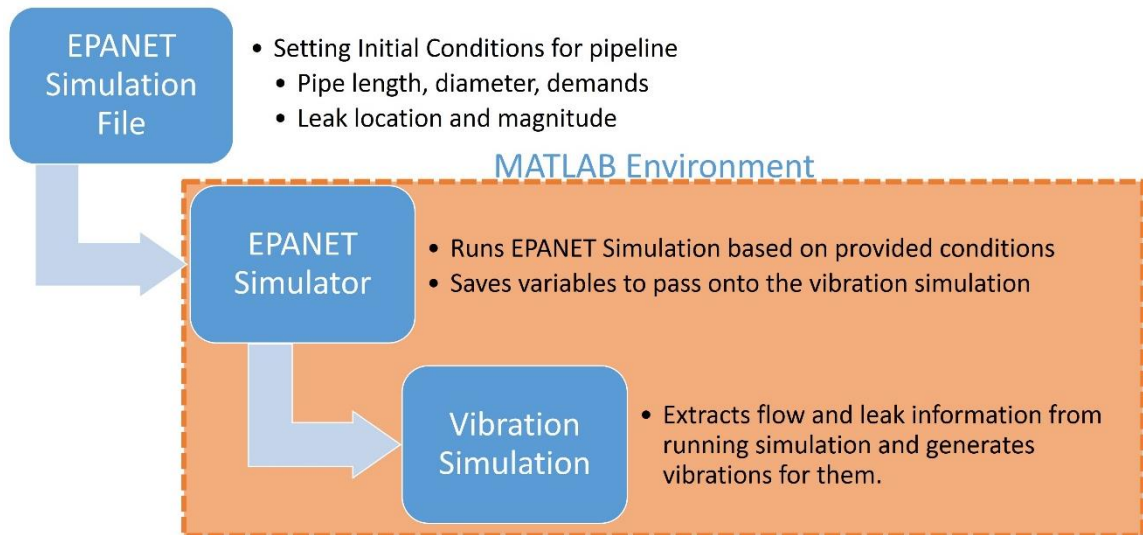 EPANET
Simulation
File
• Setting Initial Conditions for pipeline
• Pipe length, diameter, demands
• Leak location and magnitude
MATLAB Environment
EPANET
Simulator
• Runs EPANET Simulation based on provided conditions
• Saves variables to pass onto the vibration simulation
Vibration
Simulation
• Extracts flow and leak information from
running simulation and generates
vibrations for them.